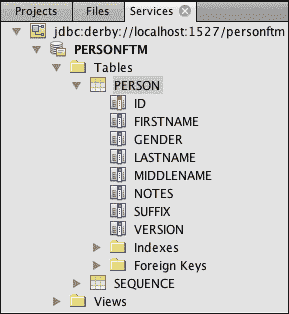 Projects Files Services
jdbc:derby://localhost:1527/personftm
PERSONFTM
Tables
PERSON
ID
FIRSTNAME
GENDER
LASTNAME
MIDDLENAME
NOTES
SUFFIX
VERSION
Indexes
Foreign Keys
SEQUENCE
Views